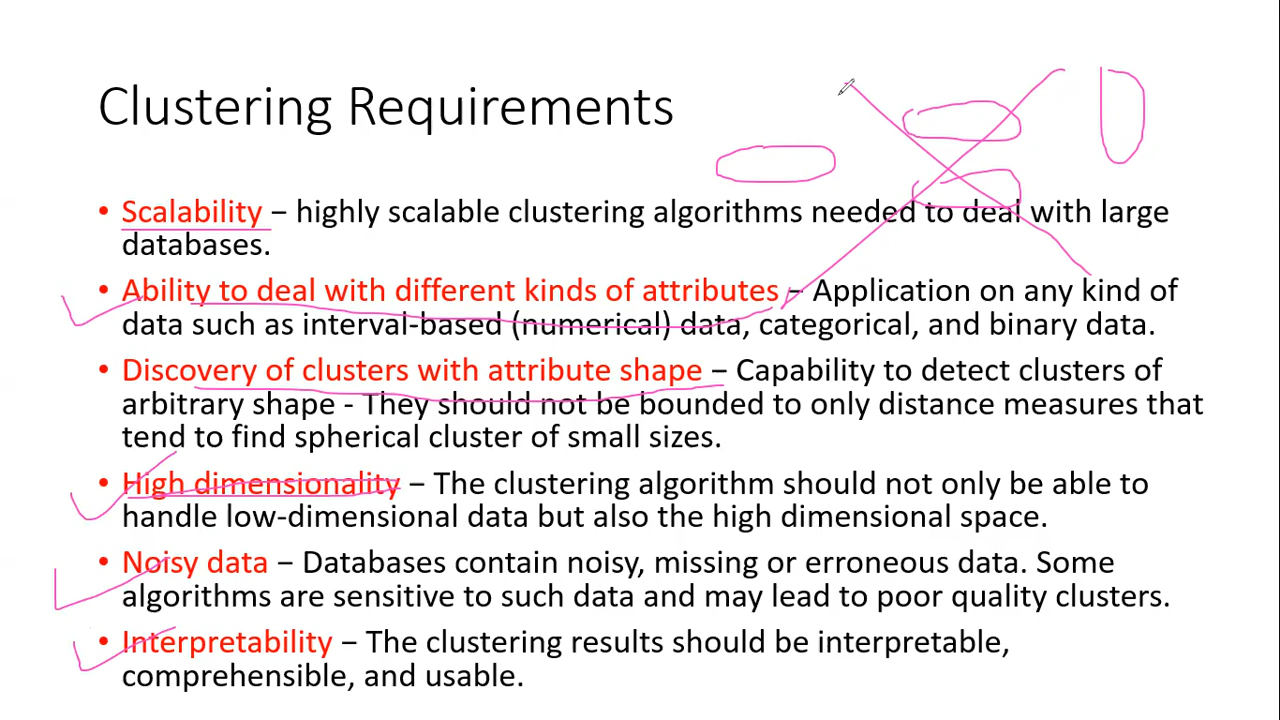 Clustering Requirements
• Scalability – highly scalable clustering algorithms needed to deal with large
databases.
• Ability to deal with different kinds of attributes – Application on any kind of
data such as interval-based (numerical) data, categorical, and binary data.
• Discovery of clusters with attribute shape – Capability to detect clusters of
arbitrary shape - They should not be bounded to only distance measures that
tend to find spherical cluster of small sizes.
• High dimensionality – The clustering algorithm should not only be able to
handle low-dimensional data but also the high dimensional space.
• Noisy data – Databases contain noisy, missing or erroneous data. Some
algorithms are sensitive to such data and may lead to poor quality clusters.
• Interpretability – The clustering results should be interpretable,
comprehensible, and usable.